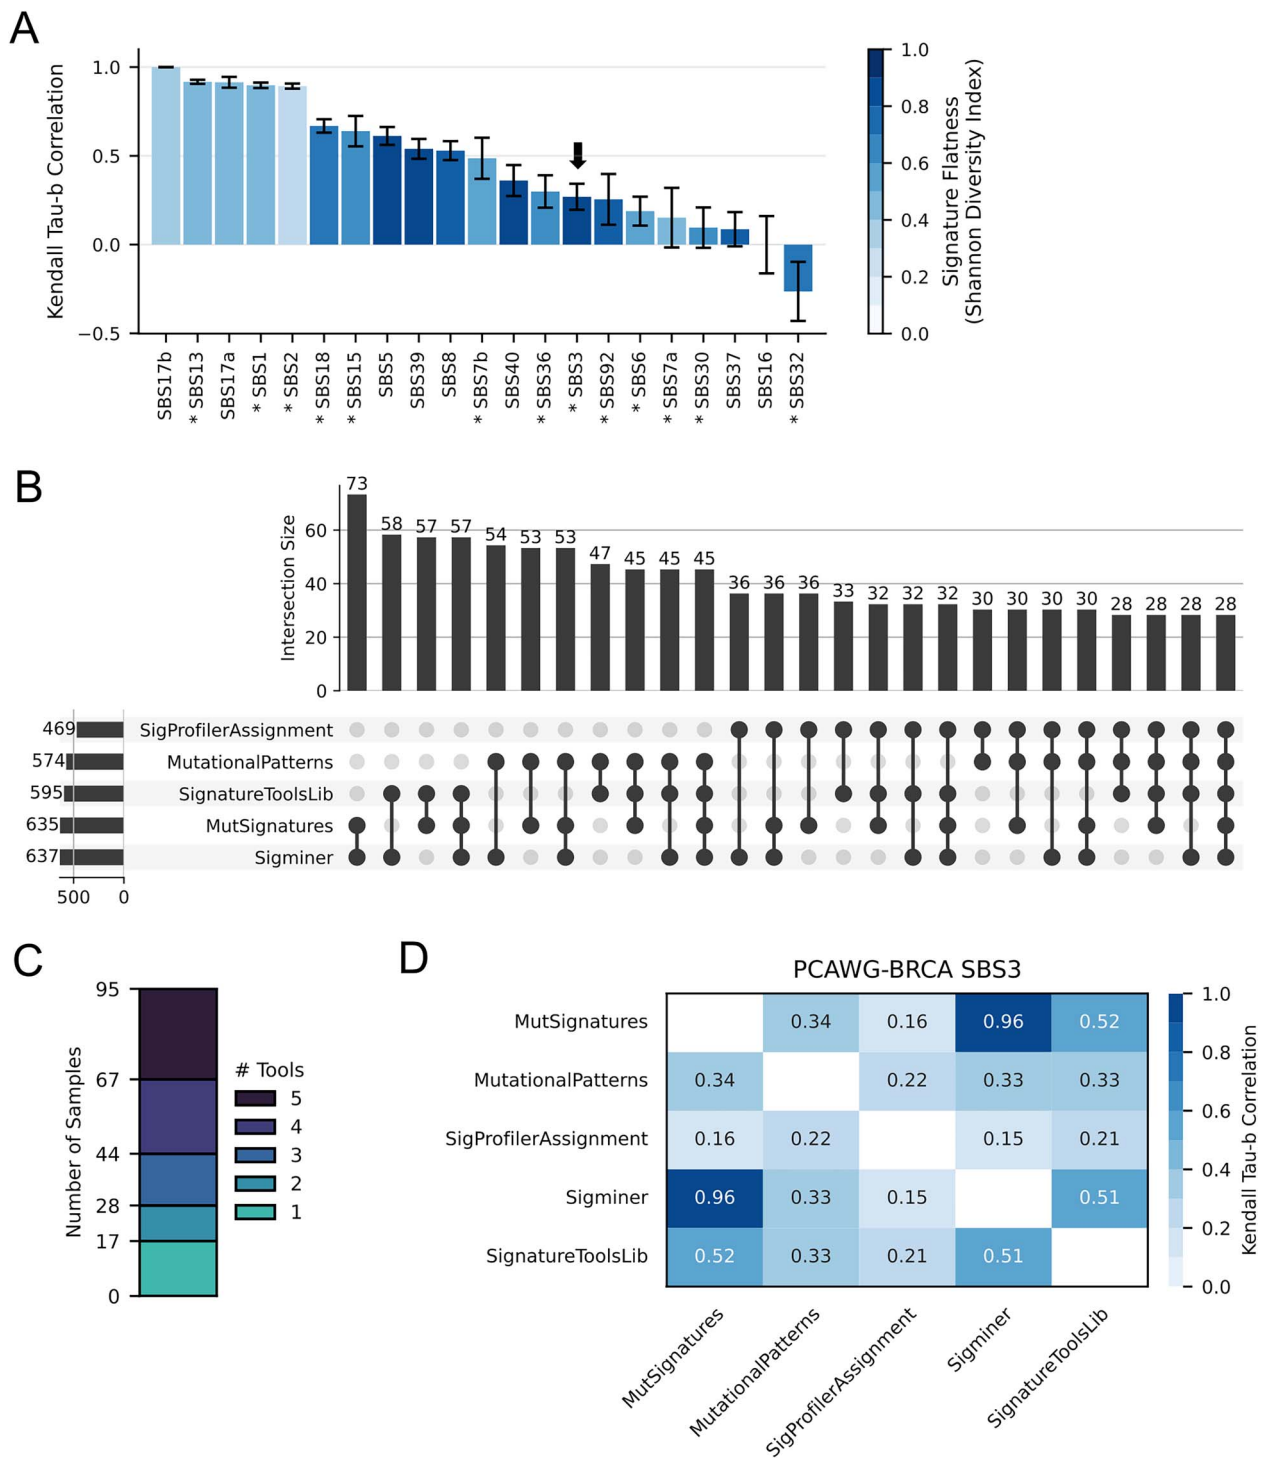 A
Kendall Tau-b Correlation
1.0
0.5
0.0
−0.5
SBS17b
* SBS13
SBS17a
* SBS1
* SBS2
* SBS18
* SBS15
SBS5
SBS39
SBS8
* SBS7b
SBS40
* SBS36
* SBS3
* SBS92
* SBS6
* SBS7a
* SBS30
SBS37
SBS16
* SBS32
1.0
0.8
0.6
0.4
0.2
0.0
Signature Flatness
(Shannon Diversity Index)
B
Intersection Size
60
40
20
0
73
58
57
57
54
53
53
47
45
45
45
36
36
36
33
32
32
32
30
30
30
30
28
28
28
28
469
SigProfilerAssignment
574
MutationalPatterns
595
SignatureToolsLib
635
MutSignatures
637
Sigminer
500
0
C
Number of Samples
95
67
44
28
17
0
# Tools
5
4
3
2
1
D
PCAWG-BRCA SBS3
MutSignatures
0.34 0.16 0.96 0.52
MutationalPatterns
0.34 0.22 0.33 0.33
SigProfilerAssignment
0.16 0.22 0.15 0.21
Sigminer
0.96 0.33 0.15 0.51
SignatureToolsLib
0.52 0.33 0.21 0.51
MutSignatures
MutationalPatterns
SigProfilerAssignment
Sigminer
SignatureToolsLib
1.0
0.8
0.6
0.4
0.2
0.0
Kendall Tau-b Correlation